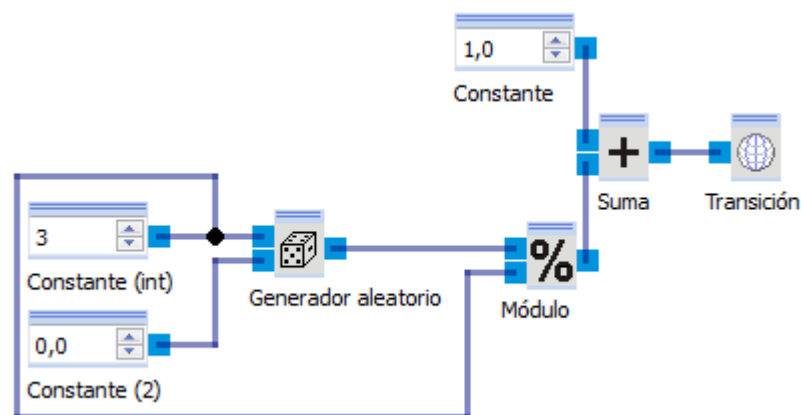 1,0
Constante
+
Suma
Transición
3
Constante (int)
Generador aleatorio
%
Módulo
0,0
Constante (2)